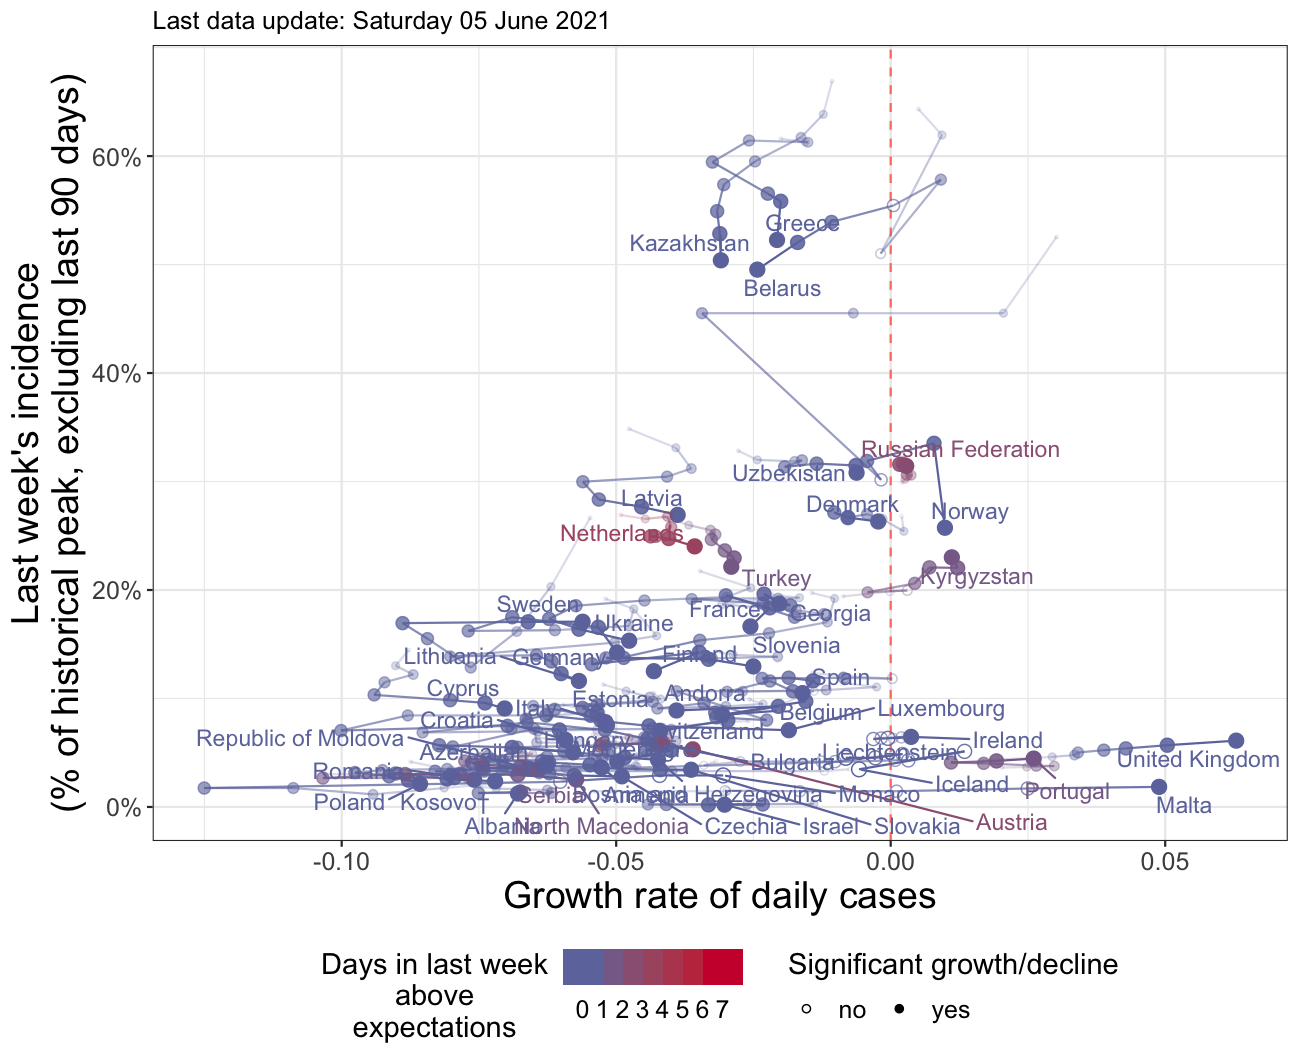 Last data update: Saturday 05 June 2021
Last week's incidence
(% of historical peak, excluding last 90 days)
60%
40%
20%
0%
Greece
Kazakhstan
Belarus
Russian Federation
Uzbekistan
Latvia
Denmark
Norway
Netherlands
Turkey
Kyrgyzstan
Sweden
France
Georgia
Ukraine
Slovenia
Lithuania
Germany
Finland
Spain
Cyprus
Estonia
Andorra
Italy
Belgium
Luxembourg
Croatia
Republic of Moldova
Hungary
Switzerland
Ireland
Azerbaijan
Liechtenstein
Bulgaria
United Kingdom
Romania
Iceland
Portugal
Poland
Kosovo
Serbia
Bosnia and Herzegovina
Armenia
Monaco
Malta
Albania
North Macedonia
Czechia
Israel
Slovakia
Austria
-0.10
-0.05
0.00
0.05
Growth rate of daily cases
Days in last week
above
expectations
0 1 2 3 4 5 6 7
Significant growth/decline
no
yes